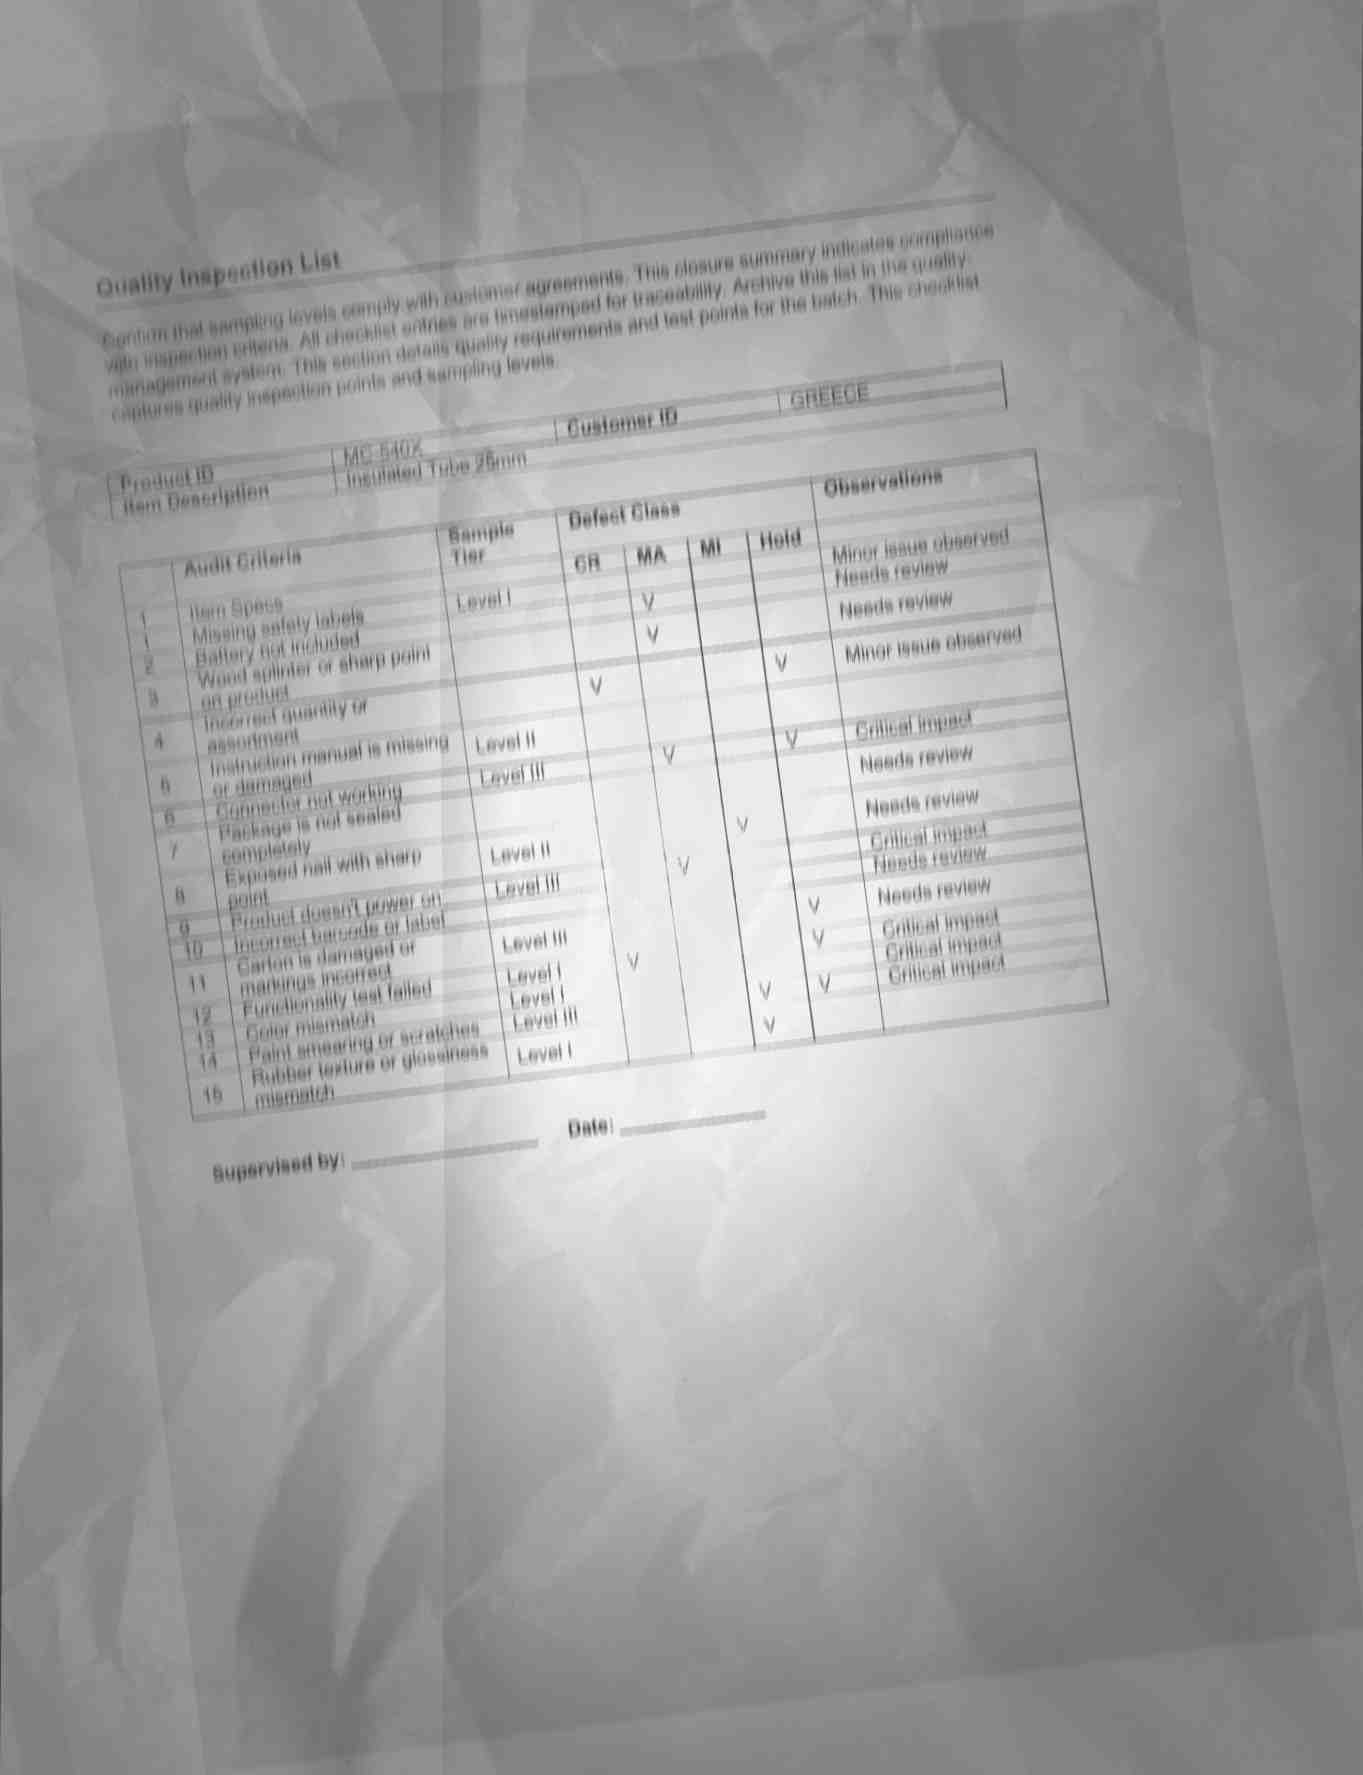 Quality Inspection List
Confirm that sampling levels comply with customer agreements. This closure summary indicates compliance
with inspection criteria. All checklist entries are timestamped for traceability. Archive this list in the quality
management system. This section details quality requirements and test points for the batch. This checklist
captures quality inspection points and sampling levels.
Product ID MC-540X Customer ID GREECE
Item Description Insulated Tube 25mm
Audit Criteria Sample Tier Defect Class Observations
CR MA MI Hold
1 Item Specs
1 Missing safety labels Level I Minor issue observed
2 Battery not included V Needs review
3 Wood splinter or sharp point on product V Needs review
4 Incorrect quantity or assortment V V Minor issue observed
5 Instruction manual is missing or damaged Level II
6 Connector not working Level III V V Critical impact
7 Package is not sealed completely Needs review
8 Exposed nail with sharp point Level II V Needs review
9 Product doesn't power on Level III V Critical impact
10 Incorrect barcode or label Needs review
11 Carton is damaged or markings incorrect Level III V Needs review
12 Functionality test failed Level I V V Critical impact
13 Color mismatch Level I Critical impact
14 Paint smearing or scratches Level III V V Critical impact
15 Rubber texture or glossiness mismatch Level I V
Supervised by: Date: